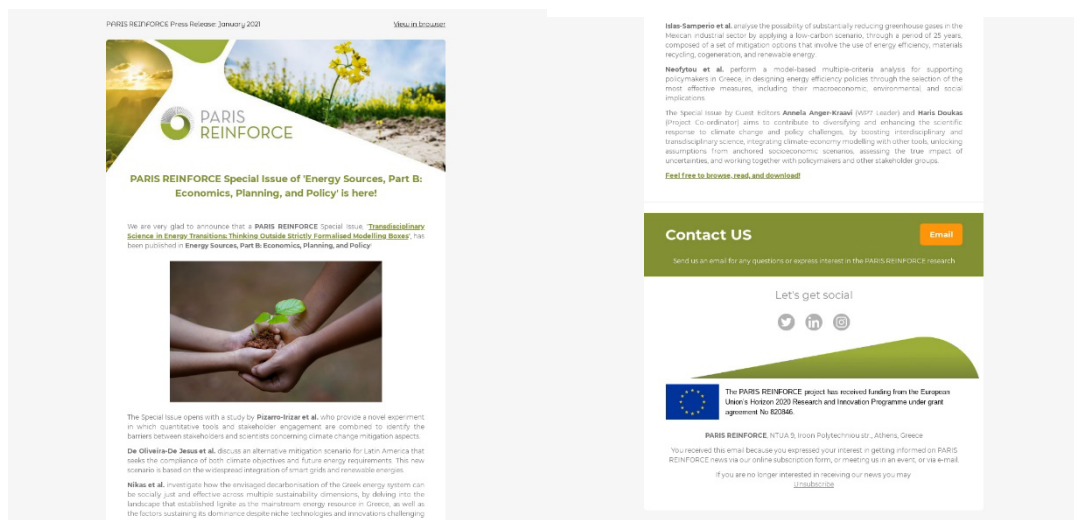 PARIS REINFORCE Press Release: January 2021
View in browser
PARIS
REINFORCE
PARIS REINFORCE Special Issue of 'Energy Sources, Part B:
Economics, Planning, and Policy' is here!
We are very glad to announce that a PARIS REINFORCE Special Issue, 'Transdisciplinary
Science in Energy Transitions: Thinking Outside Strictly Formalised Modelling Boxes', has
been published in Energy Sources, Part B: Economics, Planning, and Policy'
The Special Issue opens with a study by Pizarro-Irizar et al. who provide a novel experiment
in which quantitative tools and stakeholder engagement are combined to identify the
barriers between stakeholders and scientists concerning climate change mitigation aspects.
De Oliveira-De Jesus et al. discuss an alternative mitigation scenario for Latin America that
seeks the compliance of both climate objectives and future energy requirements. This new
scenario is based on the widespread integration of smart grids and renewable energies.
Nikas et al. investigate how the envisaged decarbonisation of the Greek energy system can
be socially just and effective across multiple sustainability dimensions, by delving into the
landscape that established lignite as the mainstream energy resource in Greece, as well as
the factors sustaining its dominance despite niche technologies and innovations challenging
Islas-Samperio et al. analyse the possibility of substantially reducing greenhouse gases in the
Mexican industrial sector by applying a low-carbon scenario, through a period of 25 years,
composed of a set of mitigation options that involve the use of energy efficiency, materials
recycling, cogeneration, and renewable energy.
Neofytou et al. perform a model-based multiple-criteria analysis for supporting
policymakers in Greece, in designing energy efficiency policies through the selection of the
most effective measures, including their macroeconomic, environmental, and social
implications.
The Special Issue by Guest Editors Annela Anger-Kraavi (WP7 Leader) and Haris Doukas
(Project Co-ordinator) aims to contribute to diversifying and enhancing the scientific
response to climate change and policy challenges, by boosting interdisciplinary and
transdisciplinary science, integrating climate-economy modelling with other tools, unlocking
assumptions from anchored socioeconomic scenarios, assessing the true impact of
uncertainties, and working together with policymakers and other stakeholder groups.
Feel free to browse, read, and download!
Contact US
Email
Send us an email for any questions or express interest in the PARIS REINFORCE research
Let's get social
The PARIS REINFORCE project has received funding from the European
Union's Horizon 2020 Research and Innovation Programme under grant
agreement No 820846.
PARIS REINFORCE, NTUA 9, Iroon Polytechniou str., Athens, Greece
You received this email because you expressed your interest in getting informed on PARIS
REINFORCE news via our online subscription form, or meeting us in an event, or via e-mail.
If you are no longer interested in receiving our news you may
Unsubscribe